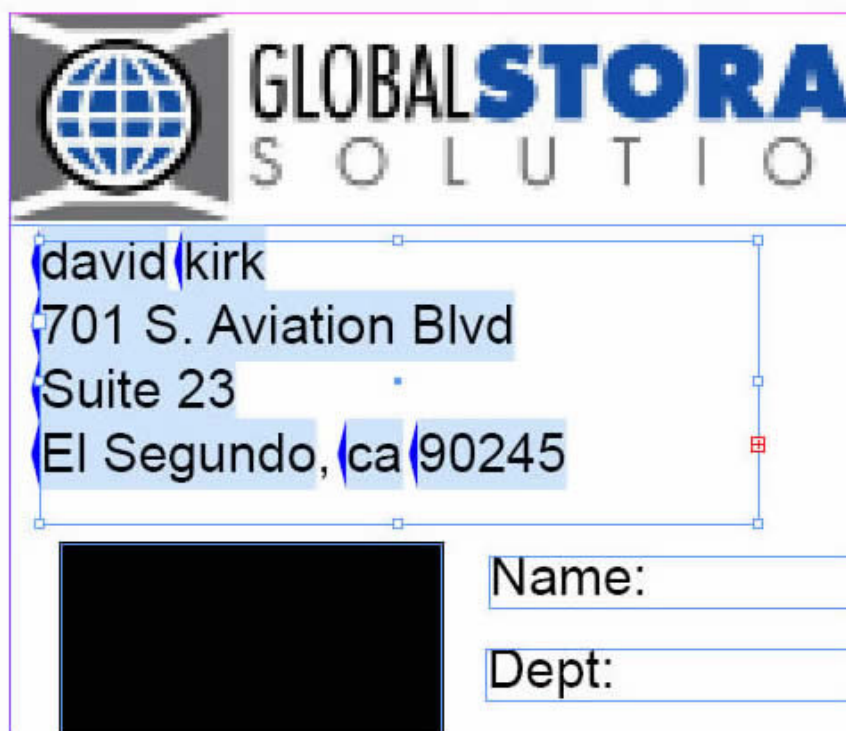 GLOBALSTORA
SOLUTIO
david kirk
701 S. Aviation Blvd
Suite 23
El Segundo, ca 90245
Name:
Dept: